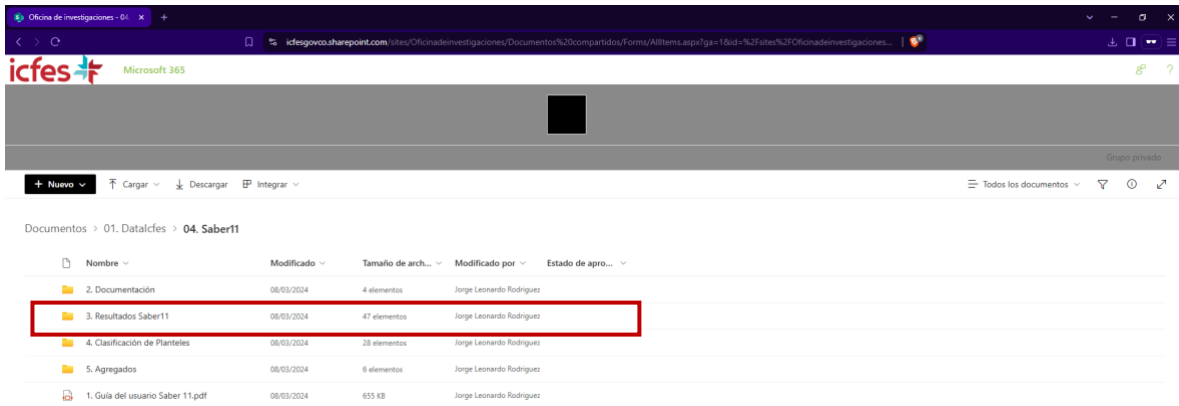 Oficina de investigaciones - 04.
icfesgovco.sharepoint.com/sites/Oficinadeinvestigaciones/Documentos%20compartidos/Forms/AllItems.aspx?ga=1&id=%2Fsites%2FOficinadeinvestigaciones...
icfes Microsoft 365
Grupo privado
+ Nuevo Cargar Descargar Integrar Todos los documentos
Documentos > 01. DataIcfes > 04. Saber11
Nombre Modificado Tamaño de arch... Modificado por Estado de apro...
2. Documentación 08/03/2024 4 elementos Jorge Leonardo Rodriguez
3. Resultados Saber11 08/03/2024 47 elementos Jorge Leonardo Rodriguez
4. Clasificación de Planteles 08/03/2024 28 elementos Jorge Leonardo Rodriguez
5. Agregados 08/03/2024 6 elementos Jorge Leonardo Rodriguez
1. Guía del usuario Saber 11.pdf 08/03/2024 655 KB Jorge Leonardo Rodriguez